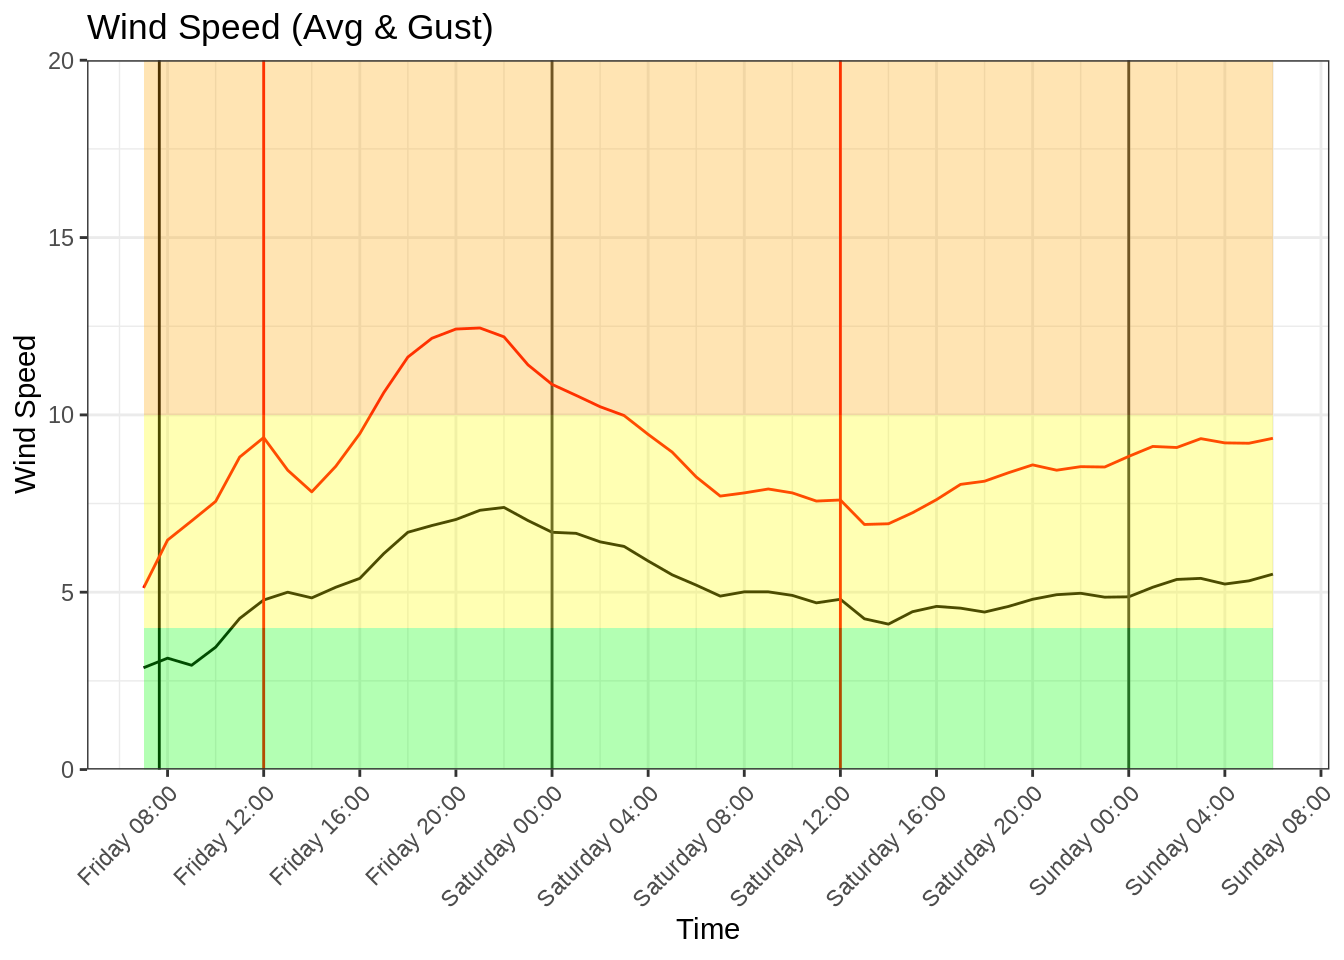 Wind Speed (Avg & Gust)
20
15
10
5
0
Wind Speed
Friday 08:00
Friday 12:00
Friday 16:00
Friday 20:00
Saturday 00:00
Saturday 04:00
Saturday 08:00
Saturday 12:00
Saturday 16:00
Saturday 20:00
Sunday 00:00
Sunday 04:00
Sunday 08:00
Time